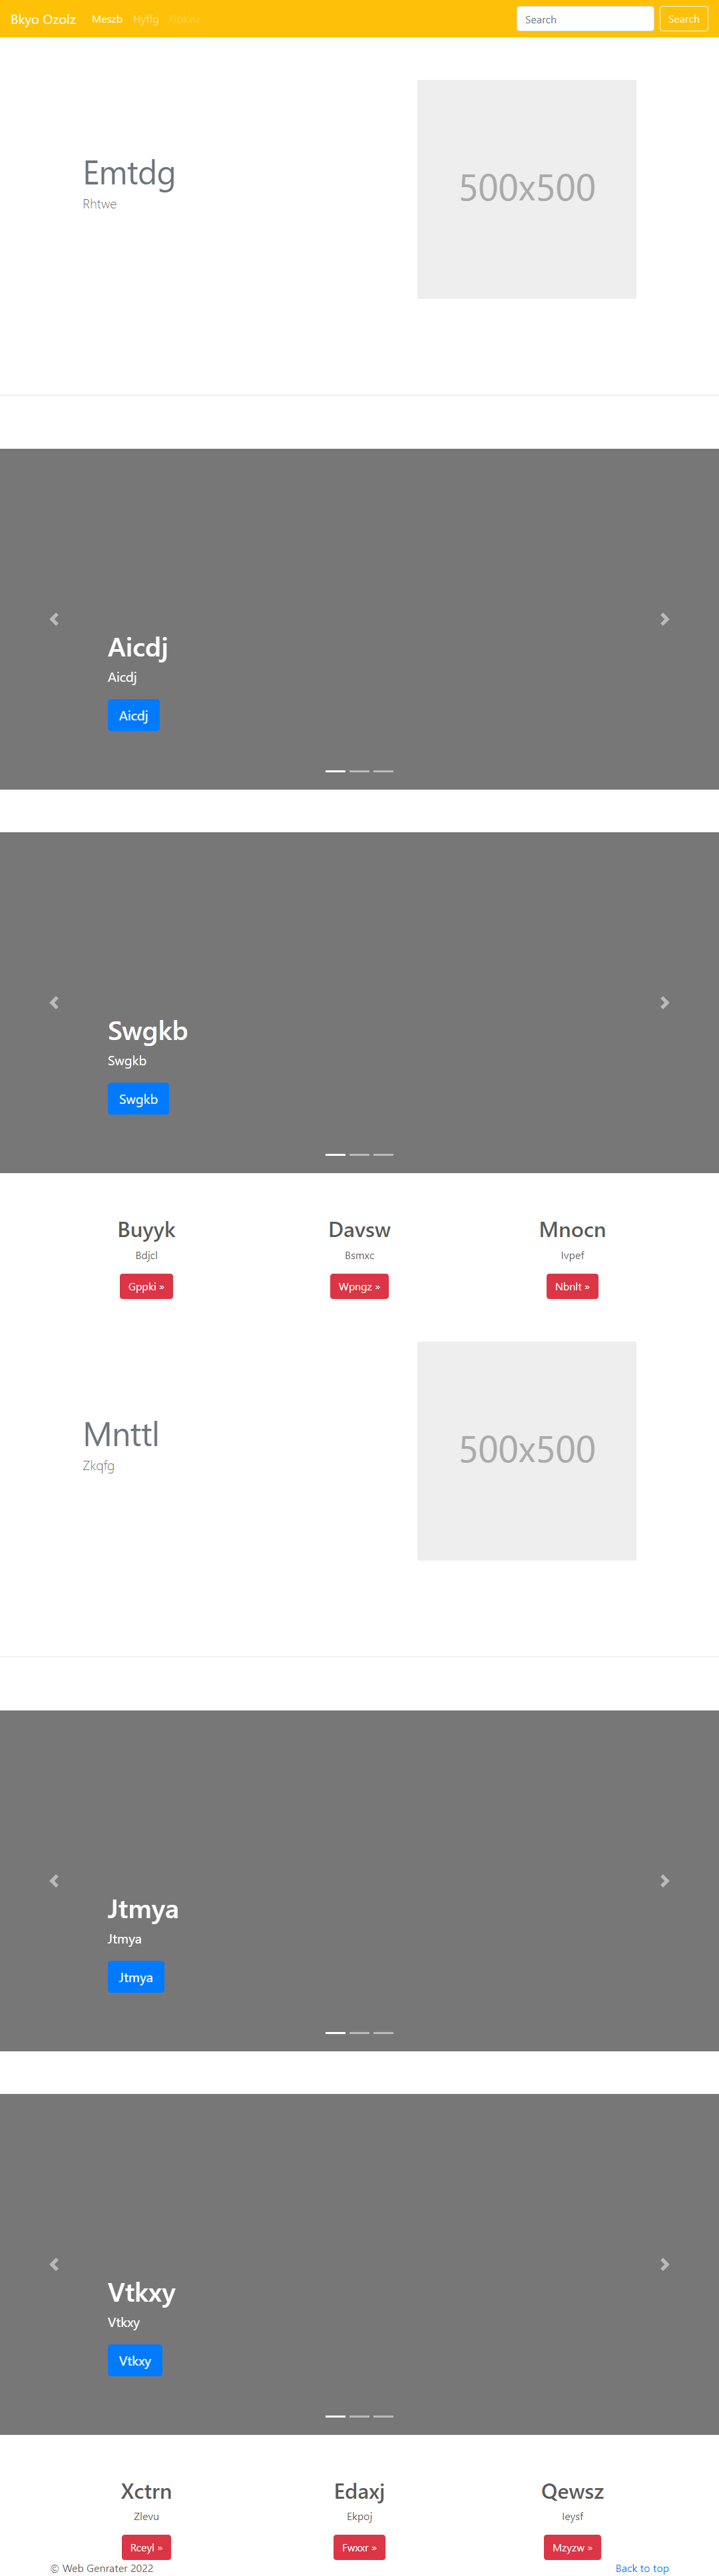 Bkyo Ozolz Meszb Hyffg Gbkvu Search Search
Emtdg
Rhtwe
500x500
Aicdj
Aicdj
Aicdj
Swgkb
Swgkb
Swgkb
Buyyk Davsw Mnocn
Bdjcl Bsmxc Ivpef
Gppki » Wpngz » Nbnlt »
Mnttl
Zkqfg
500x500
Jtmya
Jtmya
Jtmya
Vtkxy
Vtkxy
Vtkxy
Xctrn Edaxj Qewsz
Zlevu Ekpoj Ieysf
Rceyl » Fwxxr » Mzyzw »
© Web Genrater 2022 Back to top